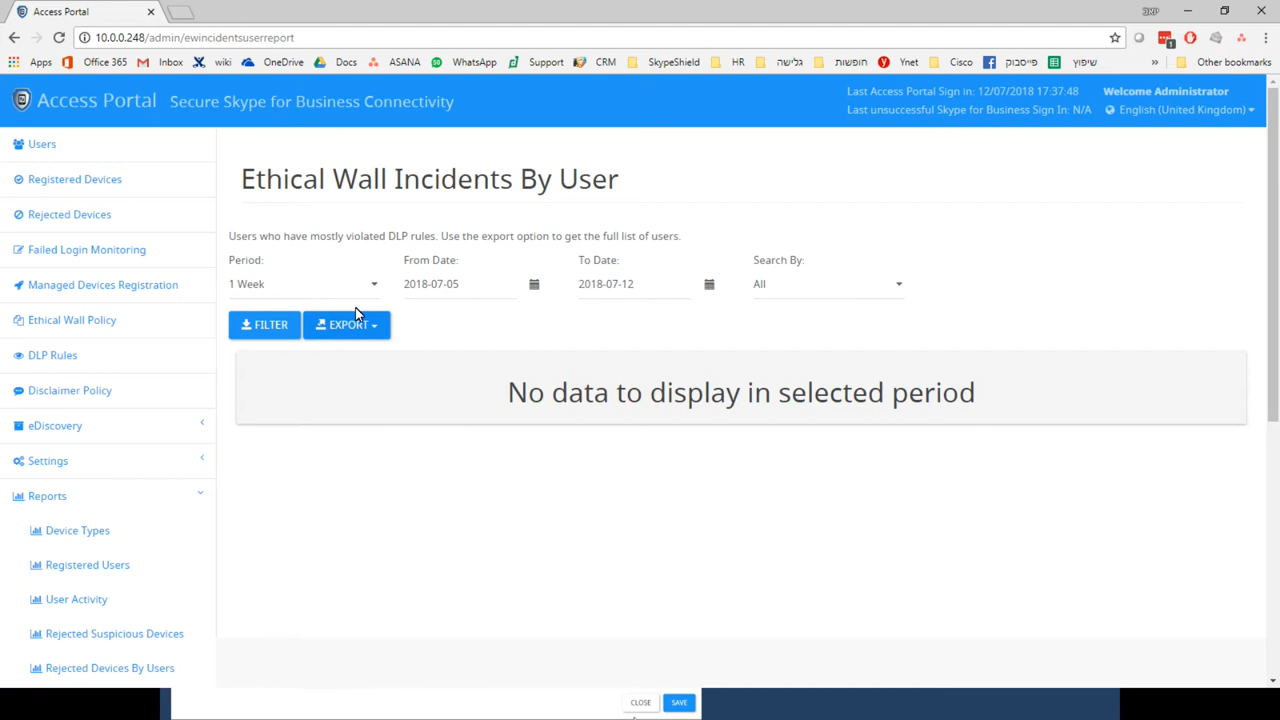 Access Portal
10.0.0.248/admin/ewincidentsuserreport
Apps Office 365 Inbox wiki OneDrive Docs ASANA WhatsApp Support CRM SkypeShield HR גלישה חופשות Ynet Cisco פייסבוק שיפוץ » Other bookmarks
Access Portal Secure Skype for Business Connectivity
Last Access Portal Sign in: 12/07/2018 17:37:48 Welcome Administrator
Last unsuccessful Skype for Business Sign In: N/A English (United Kingdom)
Users
Registered Devices
Rejected Devices
Failed Login Monitoring
Managed Devices Registration
Ethical Wall Policy
DLP Rules
Disclaimer Policy
eDiscovery
Settings
Reports
Device Types
Registered Users
User Activity
Rejected Suspicious Devices
Rejected Devices By Users
Ethical Wall Incidents By User
Users who have mostly violated DLP rules. Use the export option to get the full list of users.
Period: From Date: To Date: Search By:
1 Week 2018-07-05 2018-07-12 All
FILTER EXPORT
No data to display in selected period
CLOSE SAVE